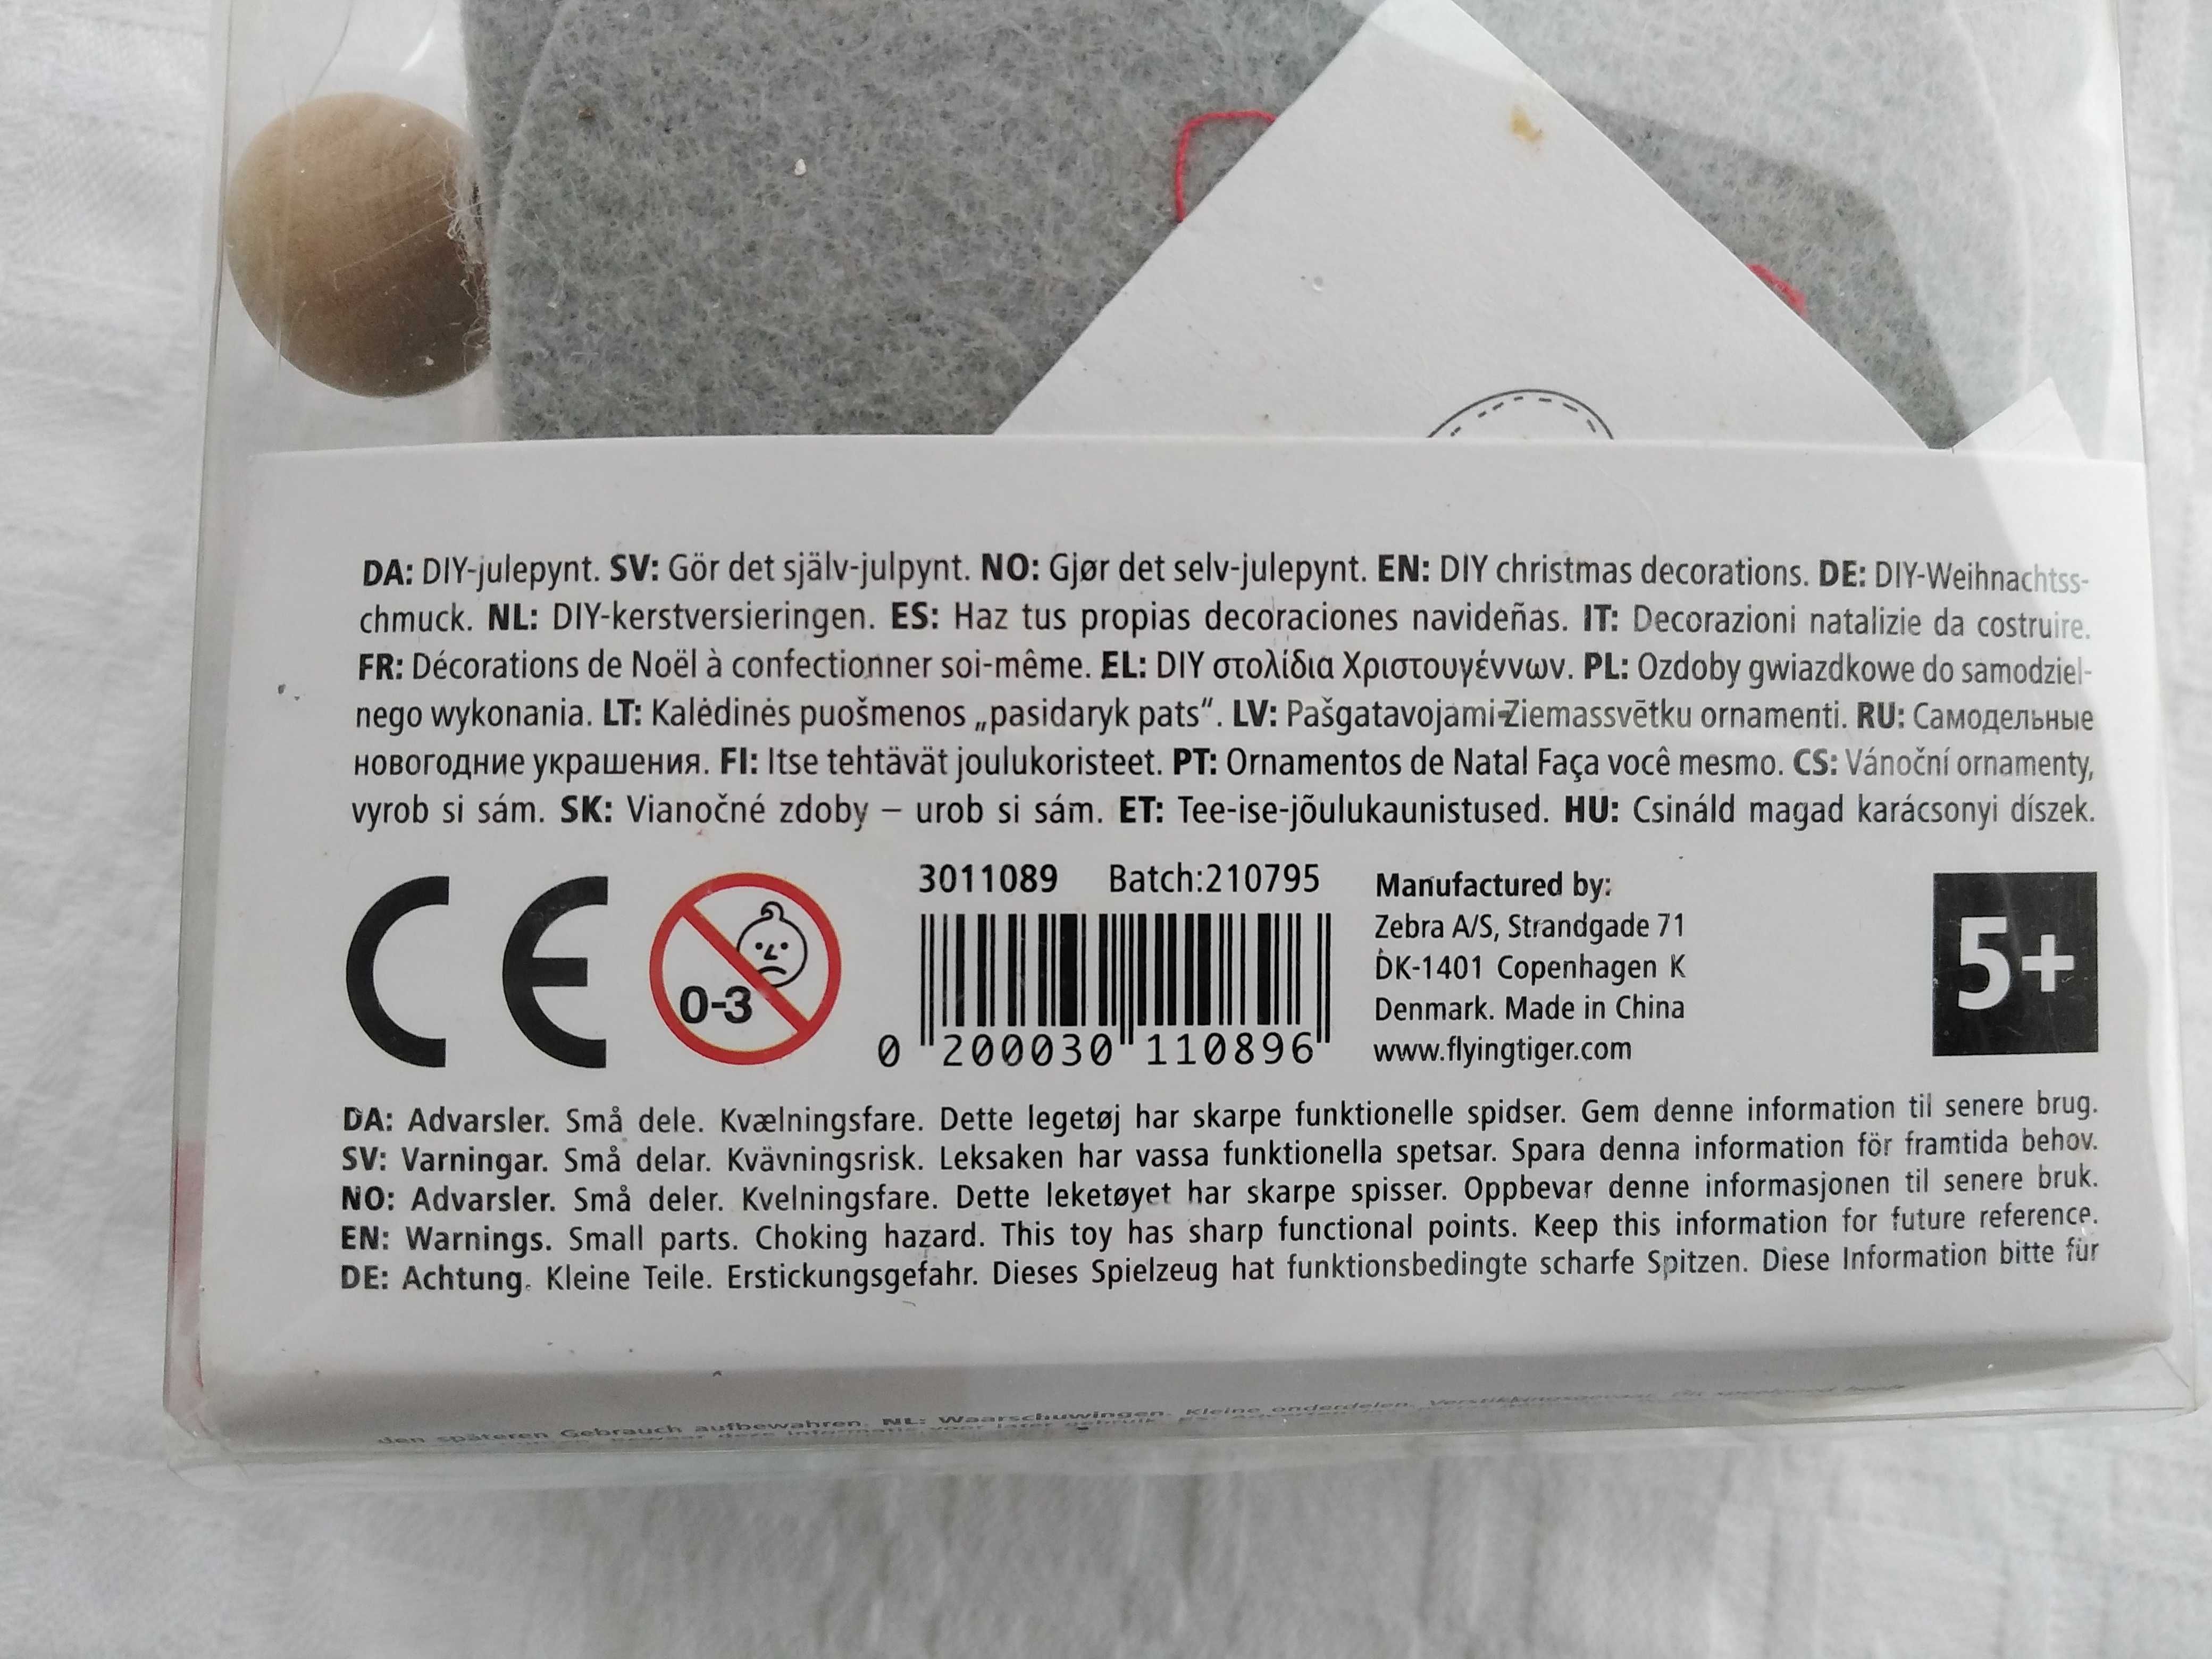 DA: DIY-julepynt. SV: Gör det själv-julpynt. NO: Gjør det selv-julepynt. EN: DIY christmas decorations. DE: DIY-Weihnachtss-
chmuck. NL: DIY-kerstversieringen. ES: Haz tus propias decoraciones navideñas. IT: Decorazioni natalizie da costruire.
FR: Décorations de Noël à confectionner soi-même. EL: DIY στολίδια Χριστουγέννων. PL: Ozdoby gwiazdkowe do samodziel-
nego wykonania. LT: Kalėdinės puošmenos „pasidaryk pats“. LV: Pašgatavojami Ziemassvētku ornamenti. RU: Самодельные
новогодние украшения. FI: Itse tehtävät joulukoristeet. PT: Ornamentos de Natal Faça você mesmo. CS: Vánoční ornamenty,
vyrob si sám. SK: Vianočné zdoby – urob si sám. ET: Tee-ise-jõulukaunistused. HU: Csináld magad karácsonyi díszek.
CE
0-3
3011089 Batch:210795
0 200030 110896
Manufactured by:
Zebra A/S, Strandgade 71
DK-1401 Copenhagen K
Denmark. Made in China
www.flyingtiger.com
5+
DA: Advarsler. Små dele. Kvælningsfare. Dette legetøj har skarpe funktionelle spidser. Gem denne information til senere brug.
SV: Varningar. Små delar. Kvävningsrisk. Leksaken har vassa funktionella spetsar. Spara denna information för framtida behov.
NO: Advarsler. Små deler. Kvelningsfare. Dette leketøyet har skarpe spisser. Oppbevar denne informasjonen til senere bruk.
EN: Warnings. Small parts. Choking hazard. This toy has sharp functional points. Keep this information for future reference.
DE: Achtung. Kleine Teile. Erstickungsgefahr. Dieses Spielzeug hat funktionsbedingte scharfe Spitzen. Diese Information bitte für
den späteren Gebrauch aufbewahren. NL: Waarschuwingen. Kleine onderdelen.